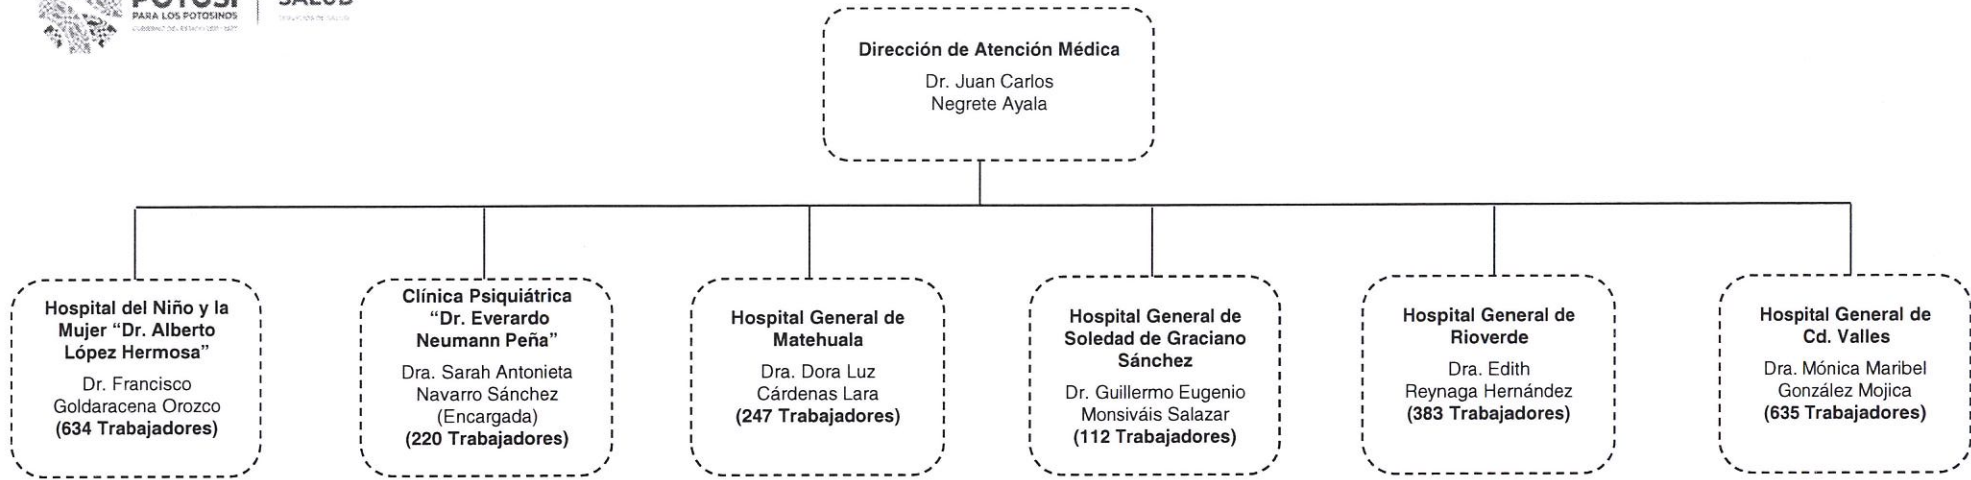 POTOSÍ
PARA LOS POTOSINOS
SALUD
Dirección de Atención Médica
Dr. Juan Carlos
Negrete Ayala
Hospital del Niño y la
Mujer “Dr. Alberto
López Hermosa”
Dr. Francisco
Goldaracena Orozco
(634 Trabajadores)
Clínica Psiquiátrica
“Dr. Everardo
Neumann Peña”
Dra. Sarah Antonieta
Navarro Sánchez
(Encargada)
(220 Trabajadores)
Hospital General de
Matehuala
Dra. Dora Luz
Cárdenas Lara
(247 Trabajadores)
Hospital General de
Soledad de Graciano
Sánchez
Dr. Guillermo Eugenio
Monsiváis Salazar
(112 Trabajadores)
Hospital General de
Rioverde
Dra. Edith
Reynaga Hernández
(383 Trabajadores)
Hospital General de
Cd. Valles
Dra. Mónica Maribel
González Mojica
(635 Trabajadores)